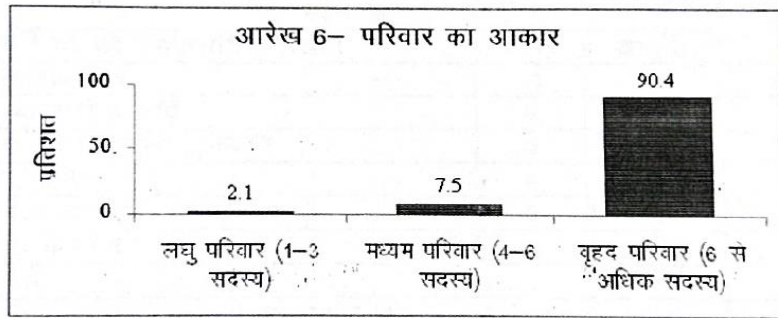 आरेख 6– परिवार का आकार
100
50
0
प्रतिशत
2.1
7.5
90.4
लघु परिवार (1–3
सदस्य)
मध्यम परिवार (4–6
सदस्य)
वृहद परिवार (6 से
अधिक सदस्य)